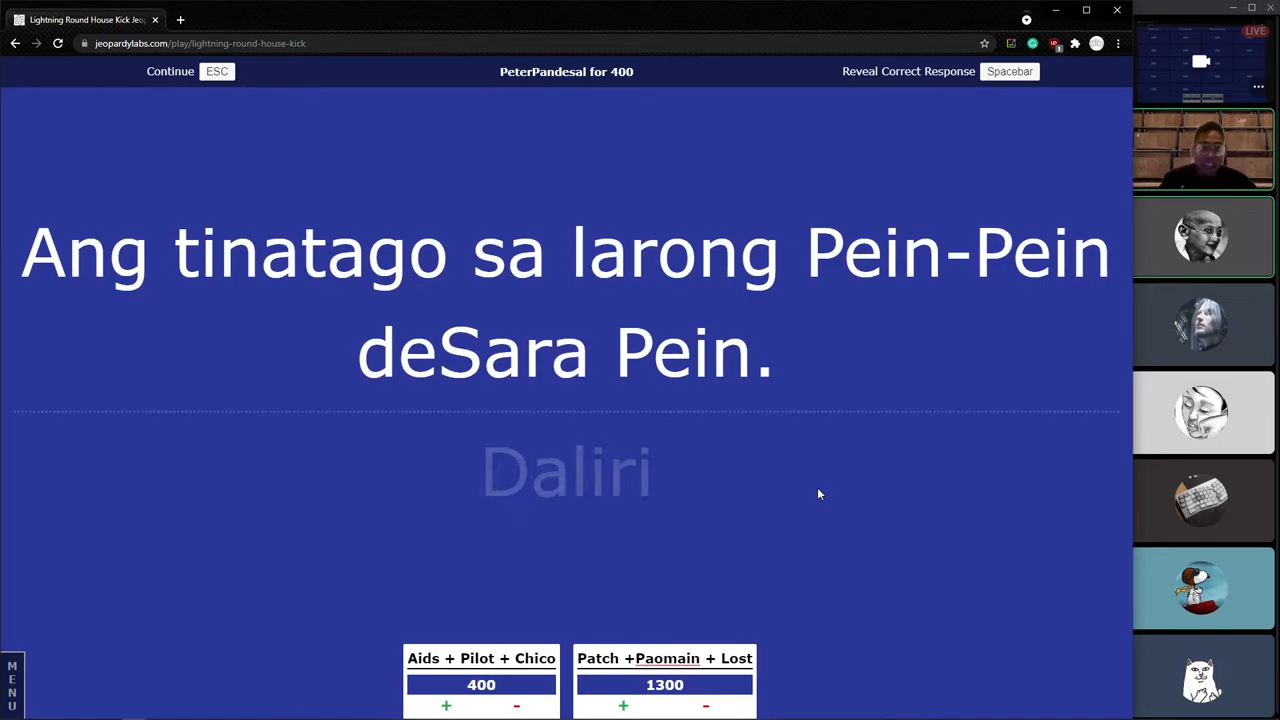 Lightning Round House Kick Jeop
jeopardylabs.com/play/lightning-round-house-kick
LIVE
Continue ESC
PeterPandesal for 400
Reveal Correct Response Spacebar
Ang tinatago sa larong Pein-Pein
deSara Pein.
Daliri
MENU
Aids + Pilot + Chico
400
+ -
Patch +Paomain + Lost
1300
+ -